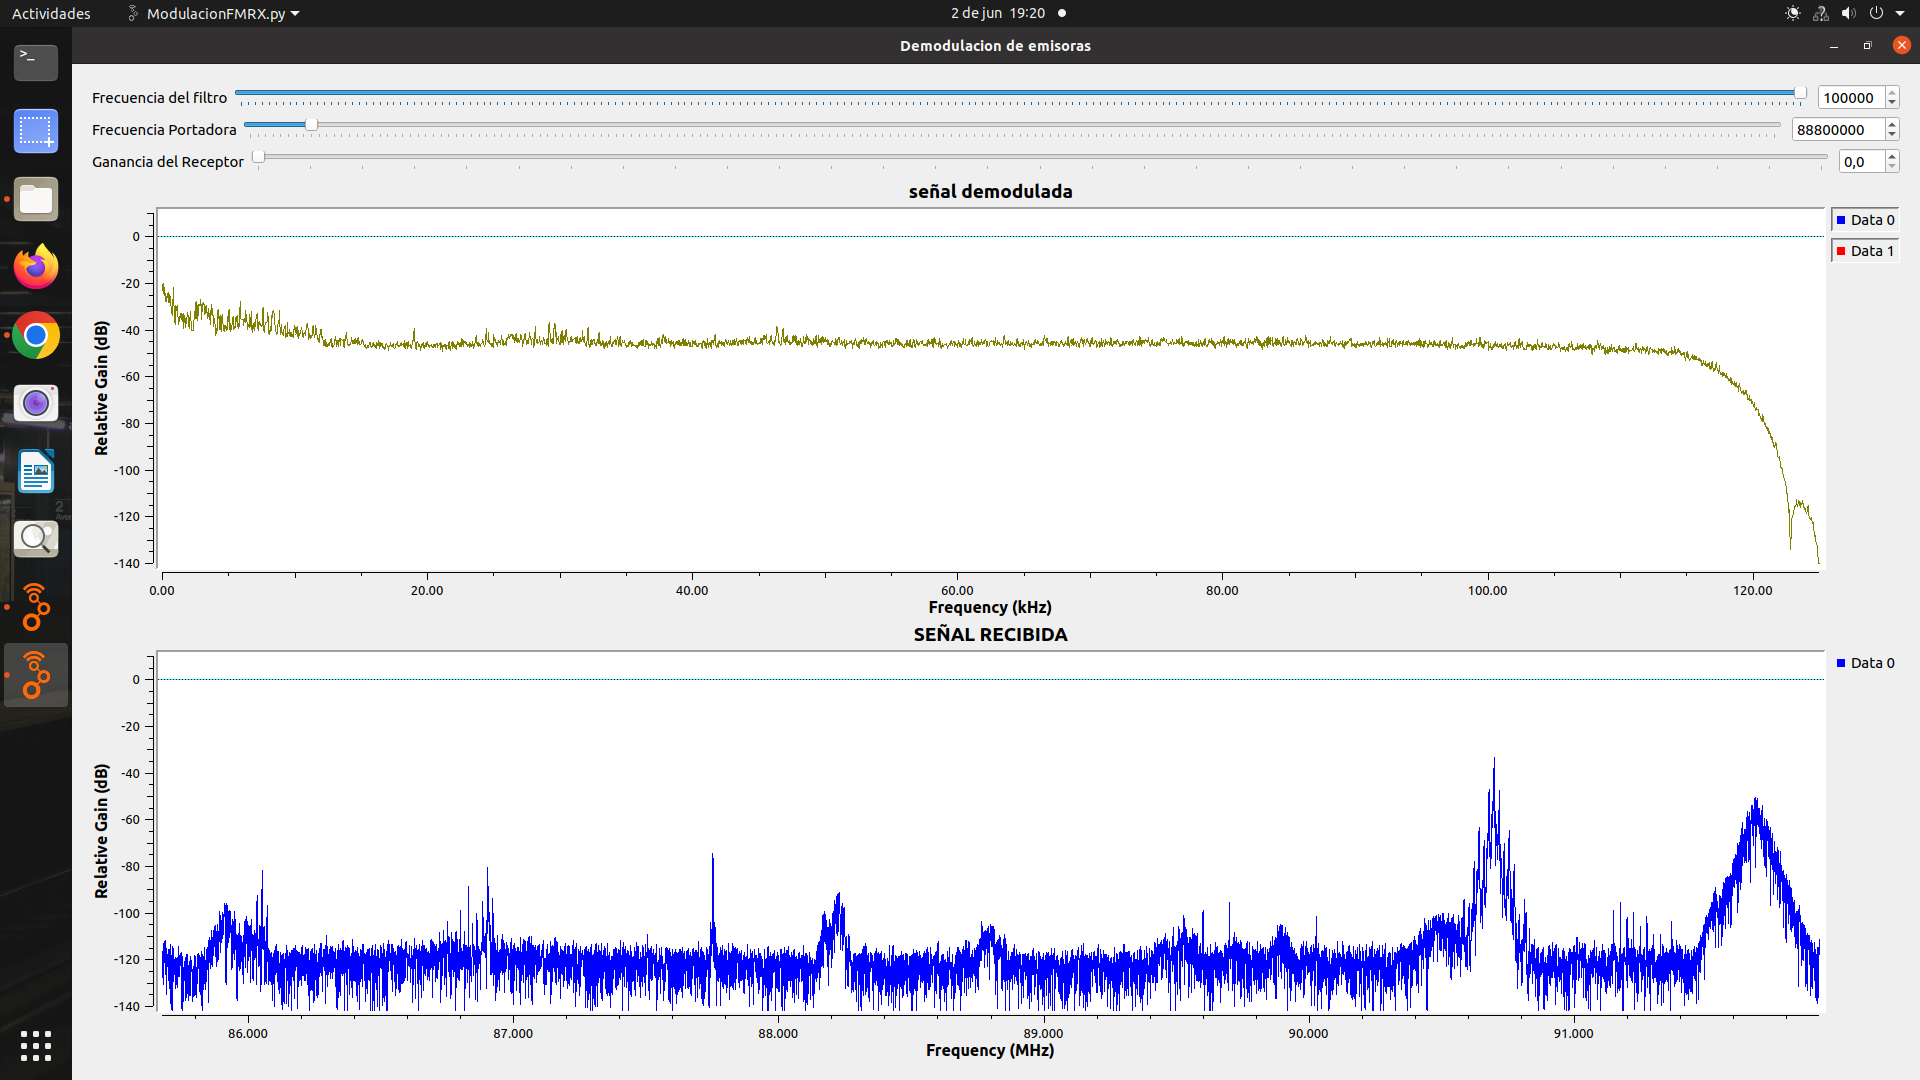 Actividades ModulacionFMRX.py 2 de jun 19:20
Demodulacion de emisoras
Frecuencia del filtro 100000
Frecuencia Portadora 88800000
Ganancia del Receptor 0,0
señal demodulada
Data 0
Data 1
Relative Gain (dB)
0
-20
-40
-60
-80
-100
-120
-140
0.00 20.00 40.00 60.00 80.00 100.00 120.00
Frequency (kHz)
SEÑAL RECIBIDA
Data 0
Relative Gain (dB)
0
-20
-40
-60
-80
-100
-120
-140
86.000 87.000 88.000 89.000 90.000 91.000
Frequency (MHz)